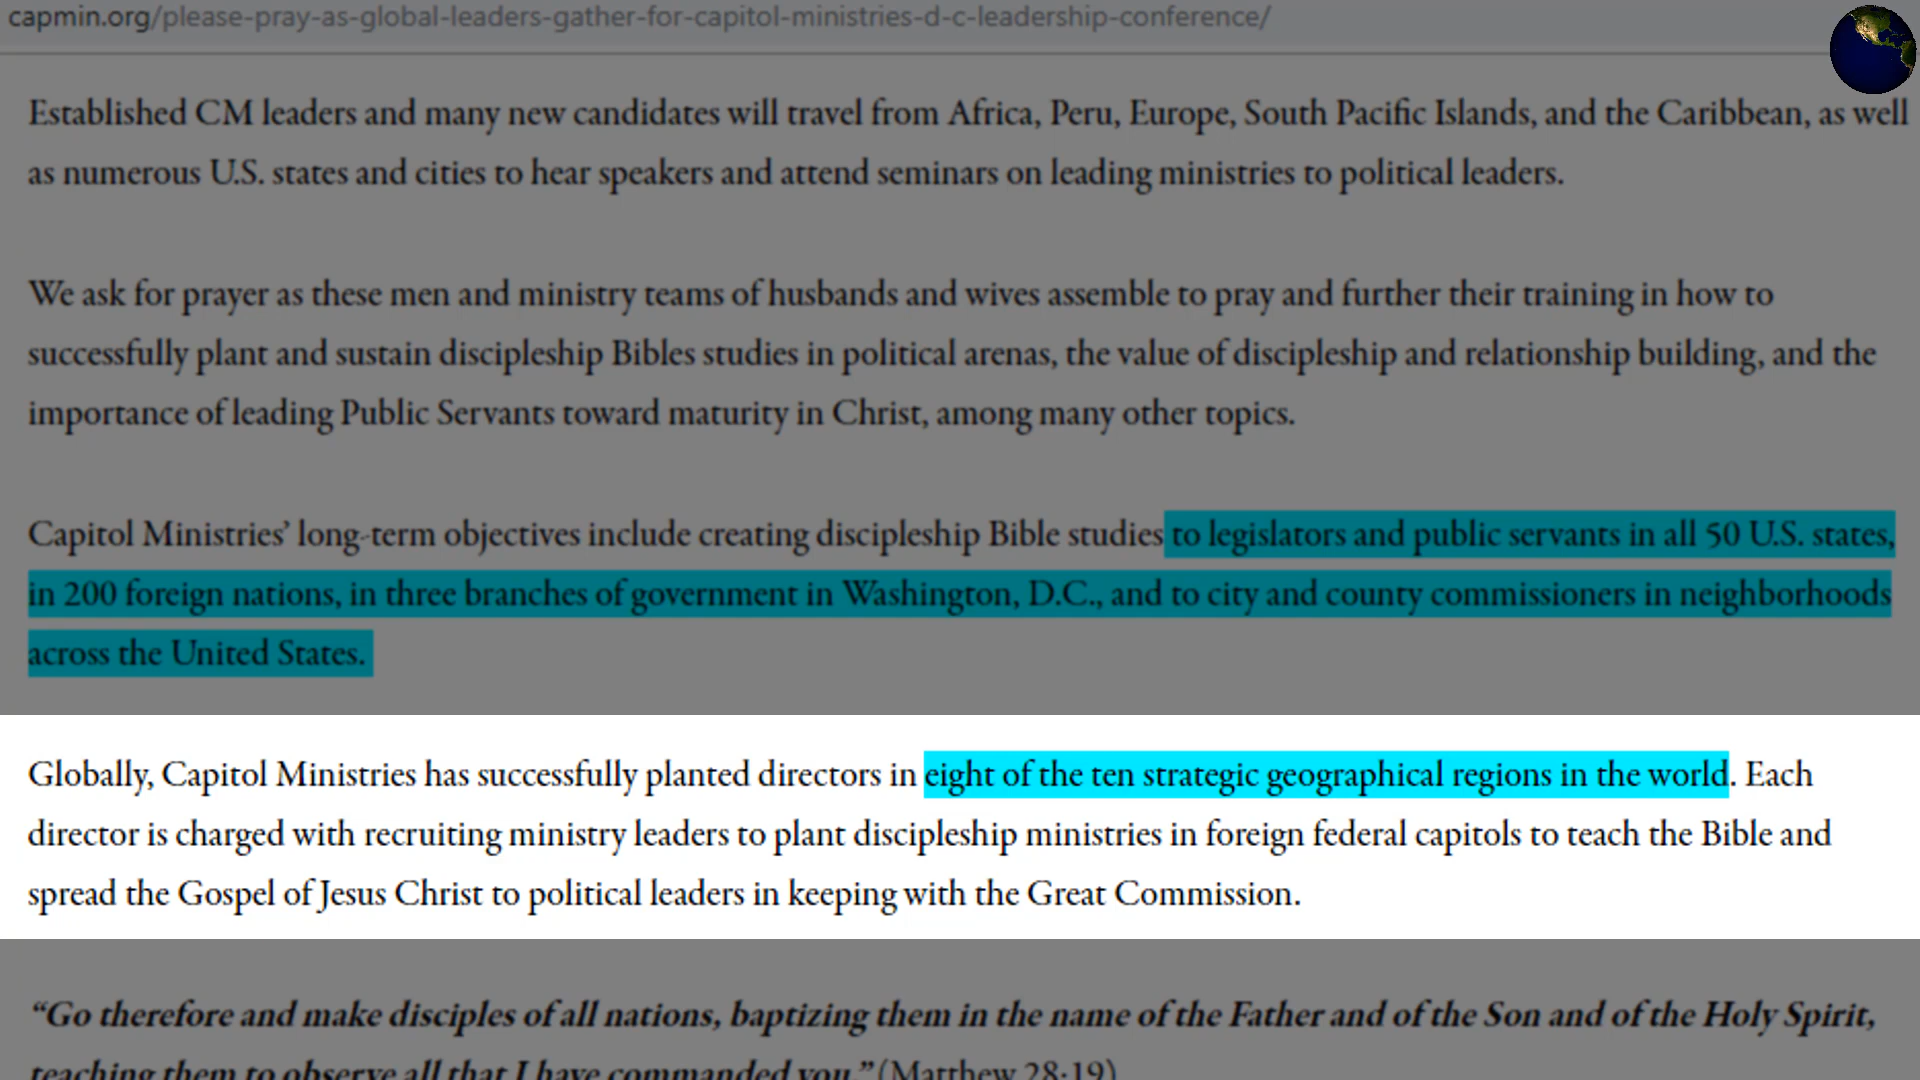 capmin.org/please-pray-as-global-leaders-gather-for-capitol-ministries-d-c-leadership-conference/
Established CM leaders and many new candidates will travel from Africa, Peru, Europe, South Pacific Islands, and the Caribbean, as well
as numerous U.S. states and cities to hear speakers and attend seminars on leading ministries to political leaders.
We ask for prayer as these men and ministry teams of husbands and wives assemble to pray and further their training in how to
successfully plant and sustain discipleship Bibles studies in political arenas, the value of discipleship and relationship building, and the
importance of leading Public Servants toward maturity in Christ, among many other topics.
Capitol Ministries’ long-term objectives include creating discipleship Bible studies to legislators and public servants in all 50 U.S. states,
in 200 foreign nations, in three branches of government in Washington, D.C., and to city and county commissioners in neighborhoods
across the United States.
Globally, Capitol Ministries has successfully planted directors in eight of the ten strategic geographical regions in the world. Each
director is charged with recruiting ministry leaders to plant discipleship ministries in foreign federal capitols to teach the Bible and
spread the Gospel of Jesus Christ to political leaders in keeping with the Great Commission.
“Go therefore and make disciples of all nations, baptizing them in the name of the Father and of the Son and of the Holy Spirit,
teaching them to observe all that I have commanded you.” (Matthew 28:19)